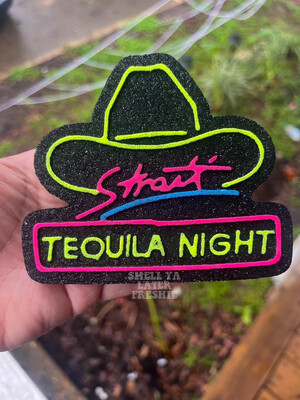 Strait
TEQUILA NIGHT
SHELL YA
LATER
FRESHIE